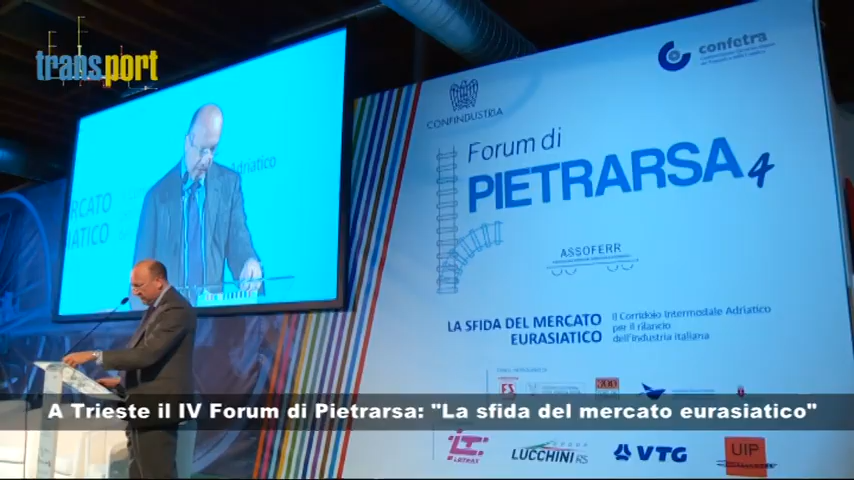 transport
confetra
CONFINDUSTRIA
Forum di
PIETRARSA 4
Adriatico
RCATO
IATICO
ASSOFERR
LA SFIDA DEL MERCATO
EURASIATICO
Il Corridoio Intermodale Adriatico
per il rilancio
dell'industria italiana
A Trieste il IV Forum di Pietrarsa: "La sfida del mercato eurasiatico"
LOTRAS
LUCCHINI RS
VTG
UIP